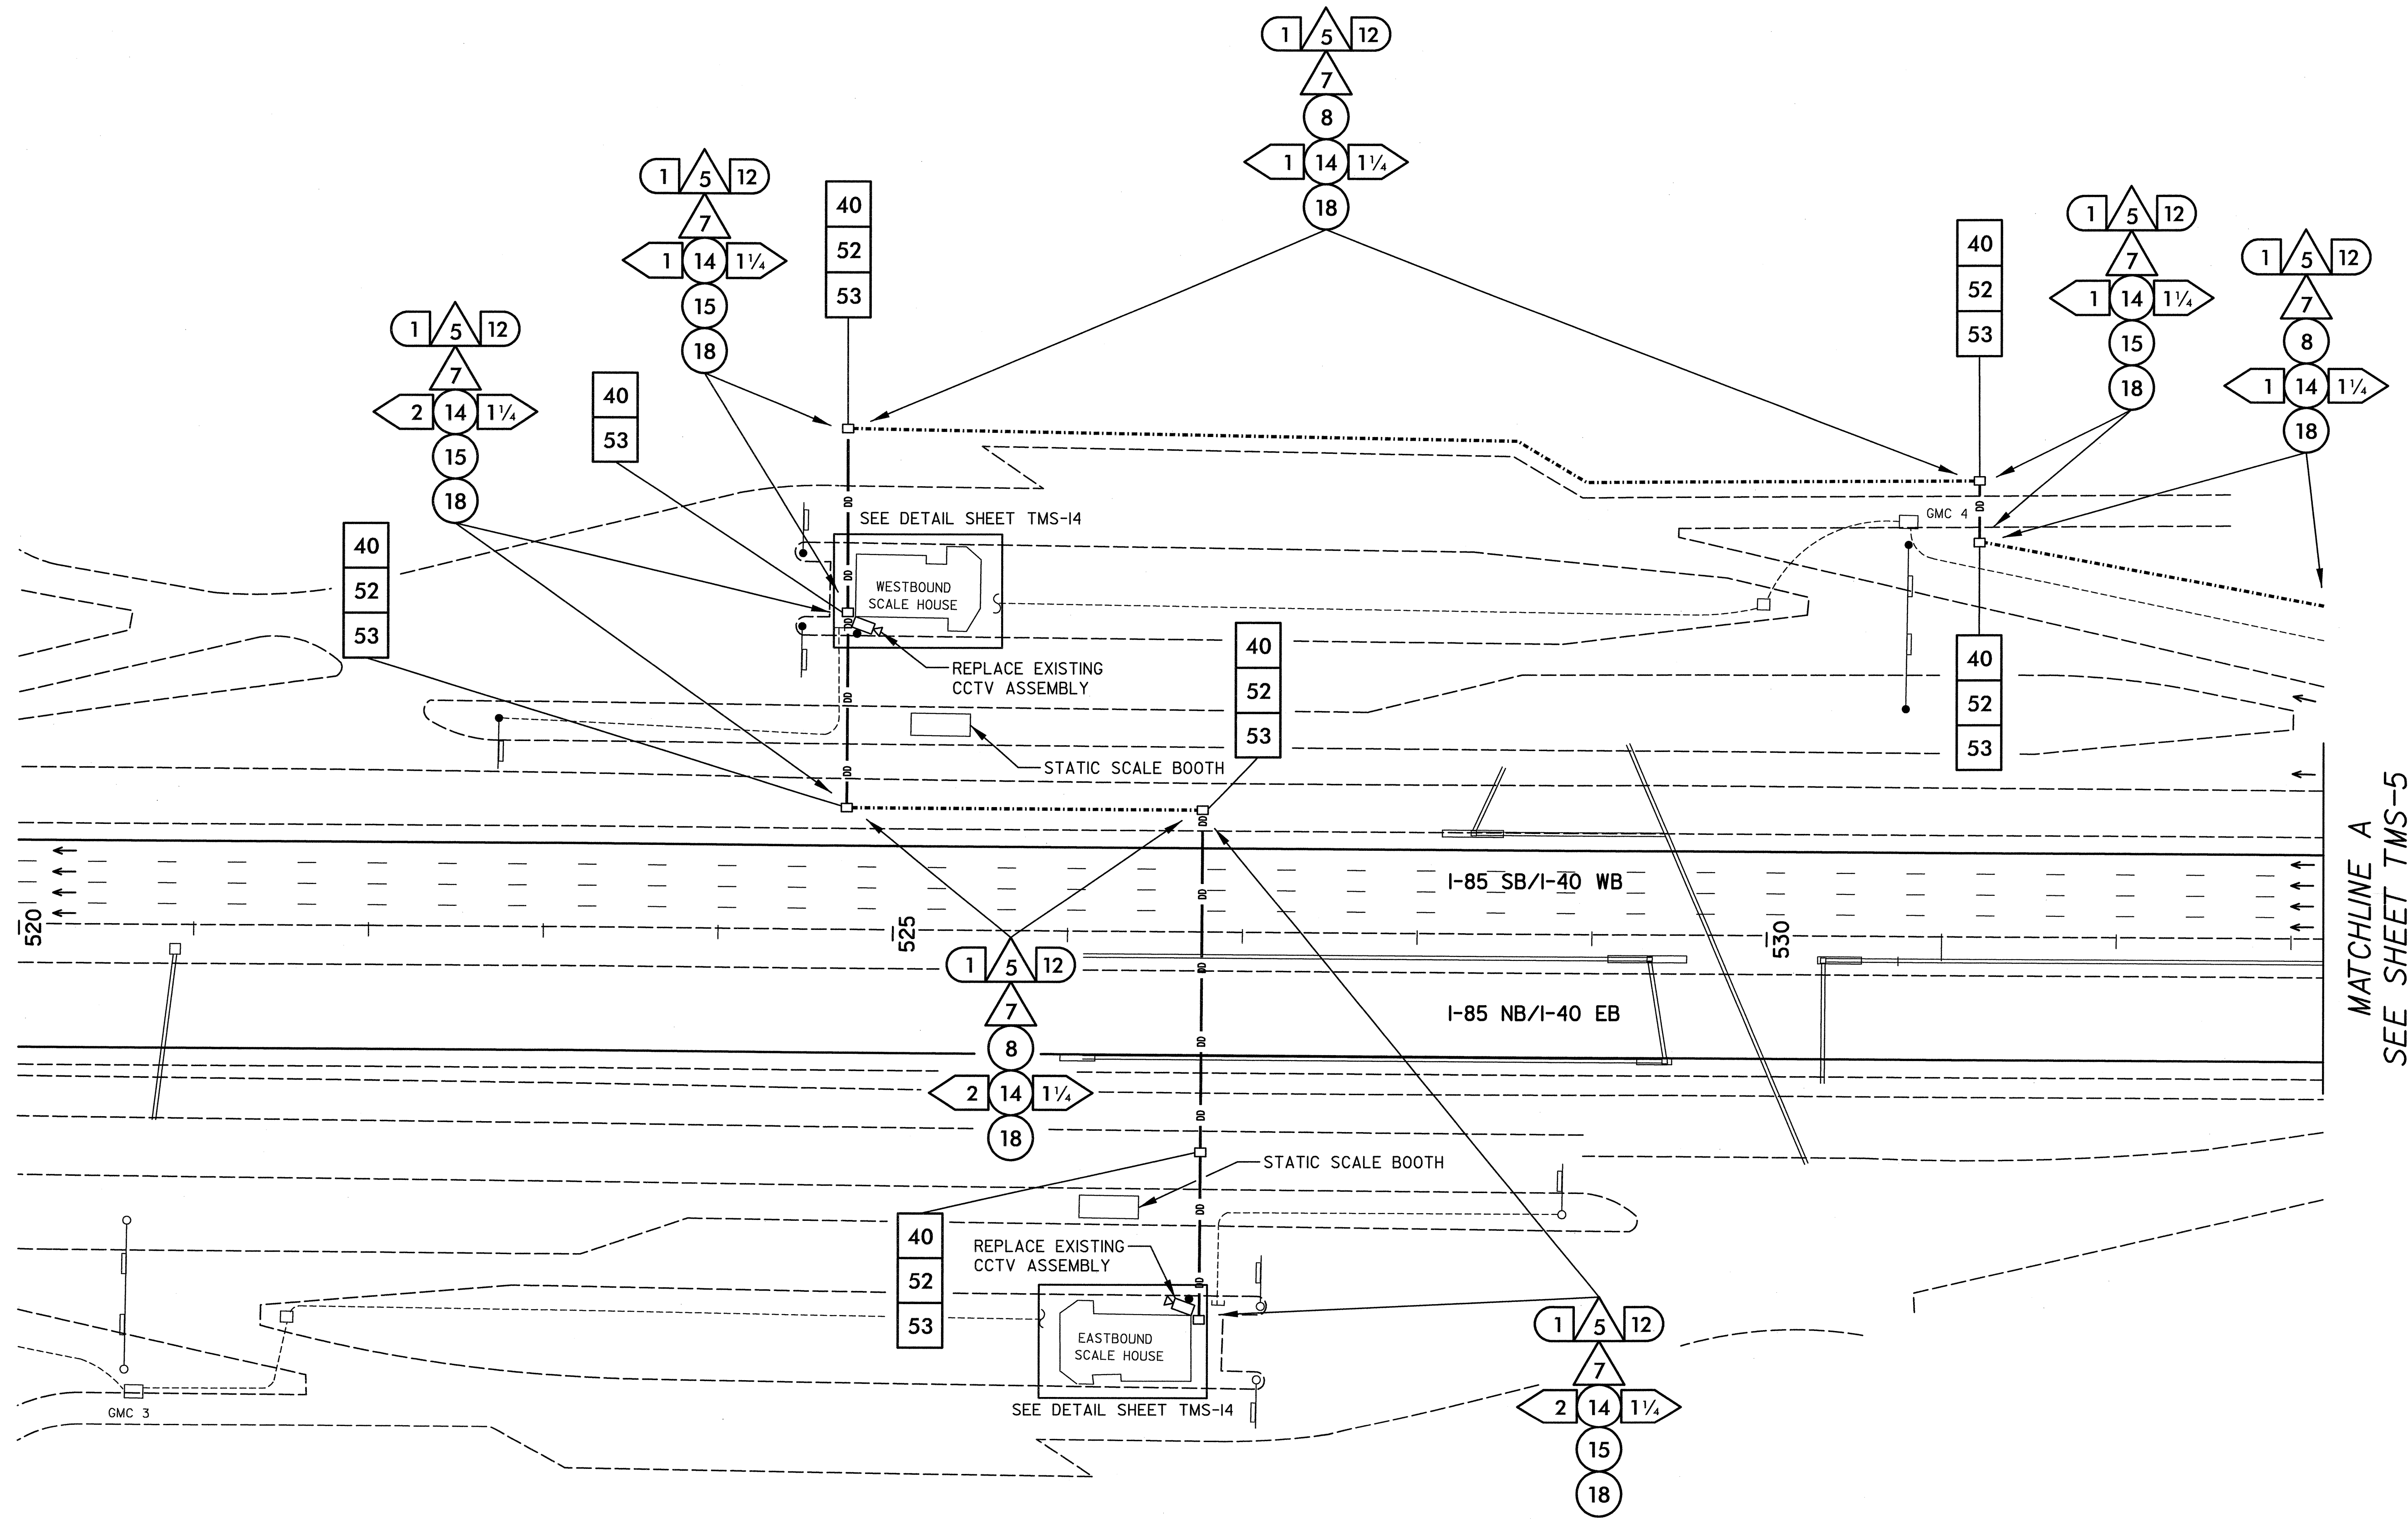 1 5 12
7
8
1 14 1¼
18
1 5 12
7
1 14 1¼
15
18
40
52
53
40
52
53
1 5 12
7
1 14 1¼
15
18
1 5 12
7
8
1 14 1¼
18
1 5 12
7
2 14 1¼
15
18
40
53
40
52
53
SEE DETAIL SHEET TMS-14
GMC 4
WESTBOUND
SCALE HOUSE
REPLACE EXISTING
CCTV ASSEMBLY
40
52
53
40
52
53
STATIC SCALE BOOTH
I-85 SB/I-40 WB
520
525
530
MATCHLINE A
SEE SHEET TMS-5
1 5 12
7
8
2 14 1¼
18
I-85 NB/I-40 EB
STATIC SCALE BOOTH
40
52
53
REPLACE EXISTING
CCTV ASSEMBLY
EASTBOUND
SCALE HOUSE
SEE DETAIL SHEET TMS-14
GMC 3
1 5 12
7
2 14 1¼
15
18